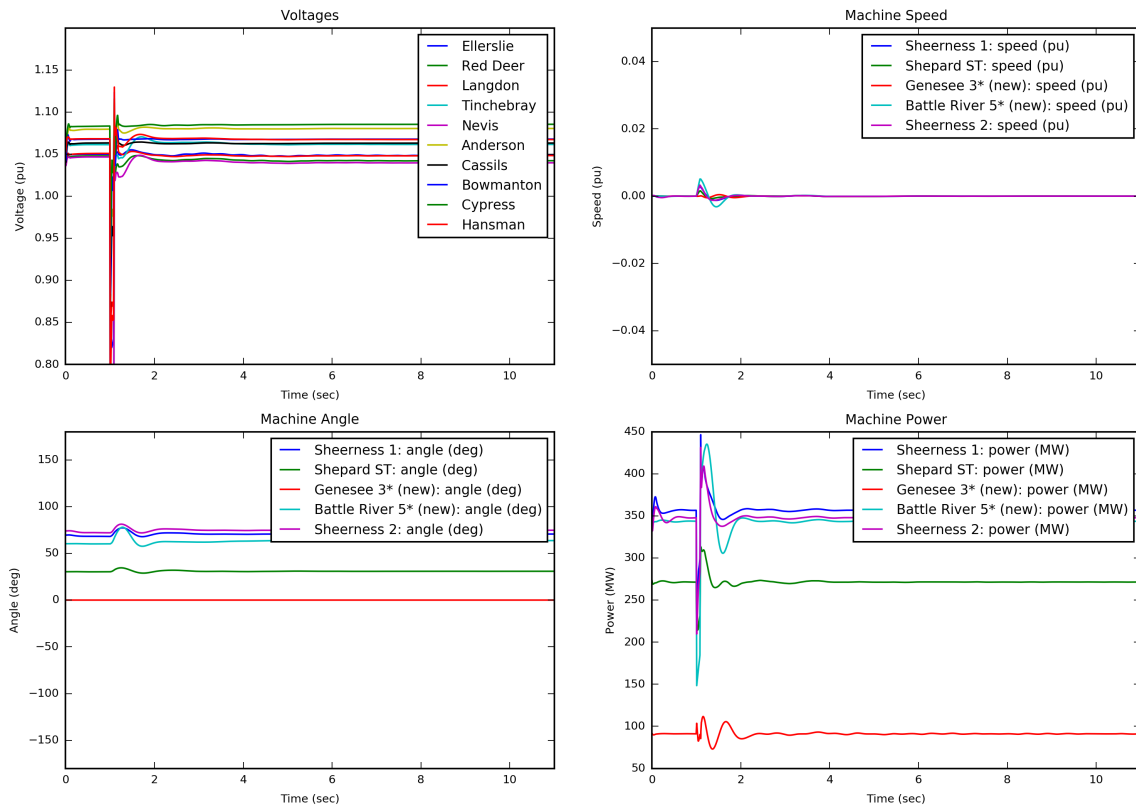 Voltages
1.15
1.10
1.05
1.00
0.95
0.90
0.85
0.80
Voltage (pu)
0
2
4
6
8
10
Time (sec)
Ellerslie
Red Deer
Langdon
Tinchebray
Nevis
Anderson
Cassils
Bowmanton
Cypress
Hansman
Machine Speed
0.04
0.02
0.00
−0.02
−0.04
Speed (pu)
0
2
4
6
8
10
Time (sec)
Sheerness 1: speed (pu)
Shepard ST: speed (pu)
Genesee 3* (new): speed (pu)
Battle River 5* (new): speed (pu)
Sheerness 2: speed (pu)
Machine Angle
150
100
50
0
−50
−100
−150
Angle (deg)
0
2
4
6
8
10
Time (sec)
Sheerness 1: angle (deg)
Shepard ST: angle (deg)
Genesee 3* (new): angle (deg)
Battle River 5* (new): angle (deg)
Sheerness 2: angle (deg)
Machine Power
450
400
350
300
250
200
150
100
50
Power (MW)
0
2
4
6
8
10
Time (sec)
Sheerness 1: power (MW)
Shepard ST: power (MW)
Genesee 3* (new): power (MW)
Battle River 5* (new): power (MW)
Sheerness 2: power (MW)